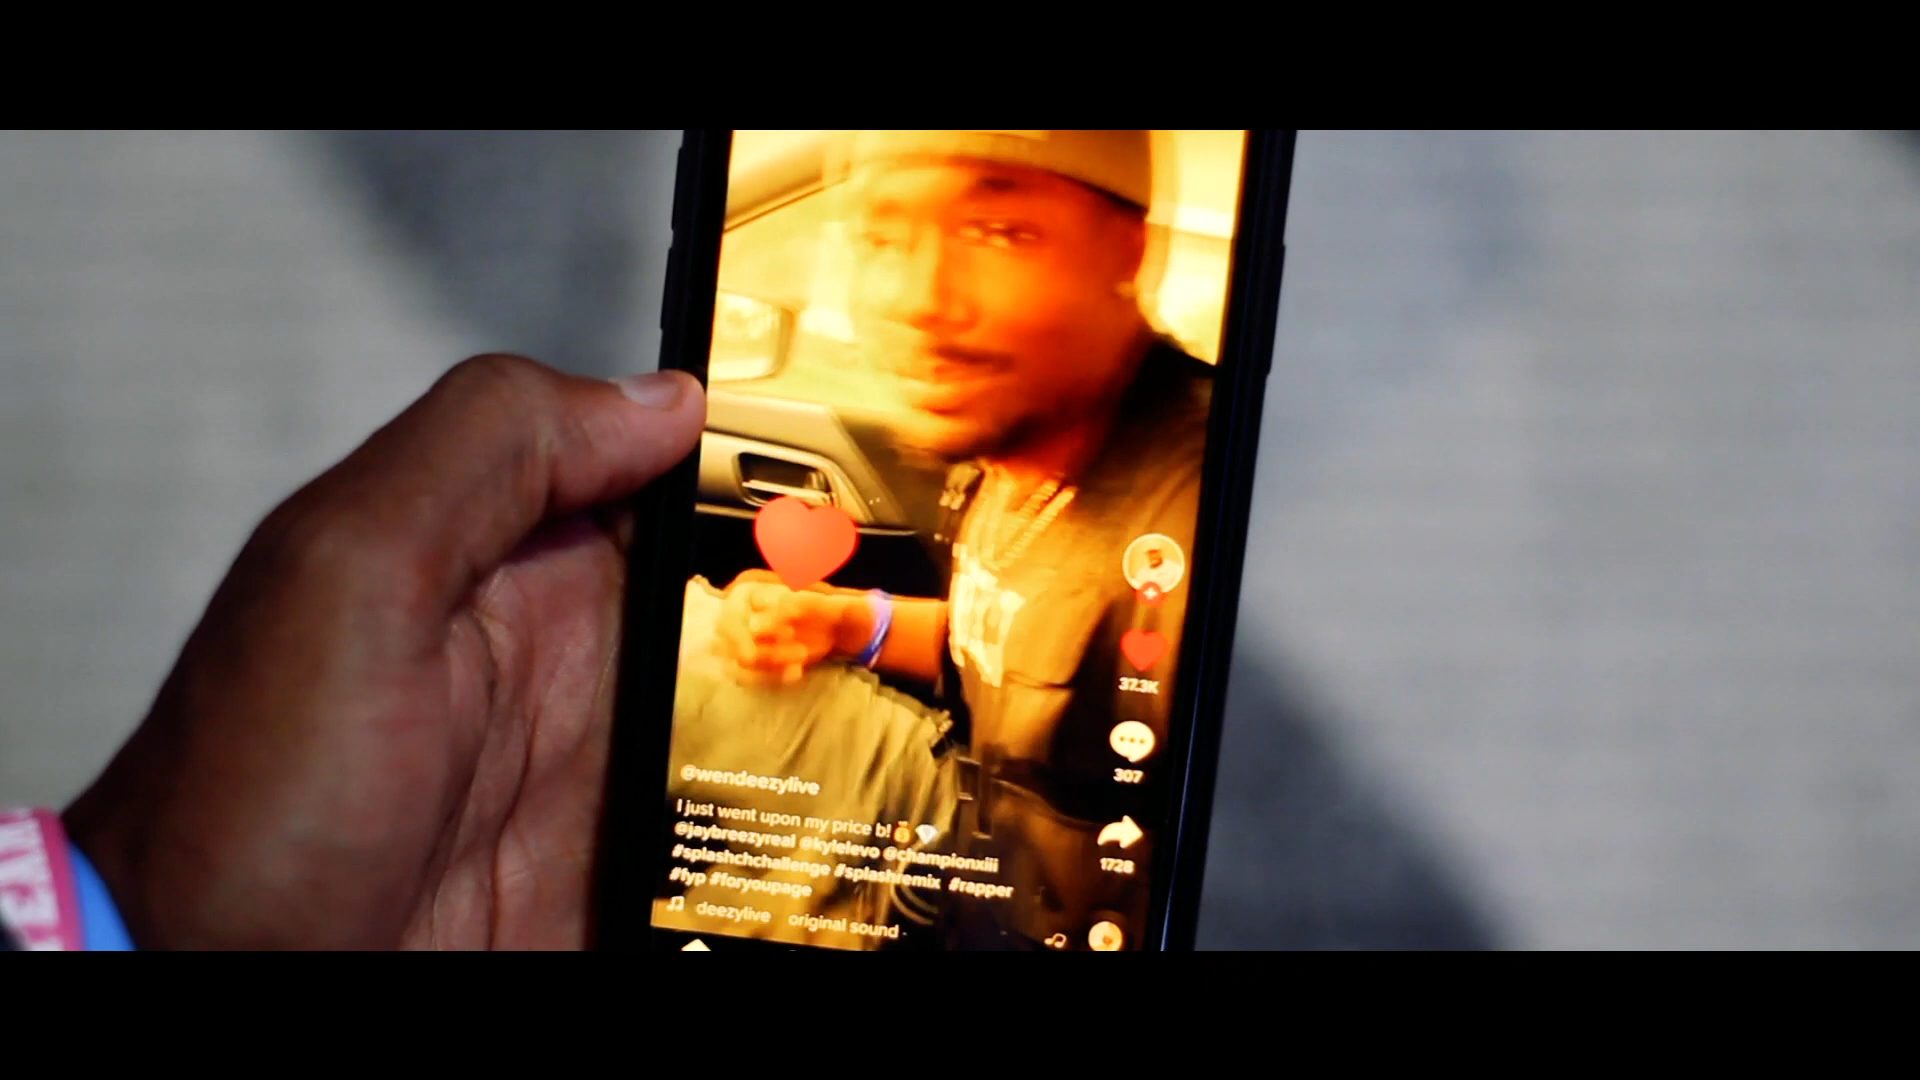 37.3K
307
1728
@wendeezylive
I just went upon my price b!🥇💎
@jaybreezyreal @kylelevo @championxiii
#splashchchallenge #splashremix #rapper
#fyp #foryoupage
deezylive original sound -